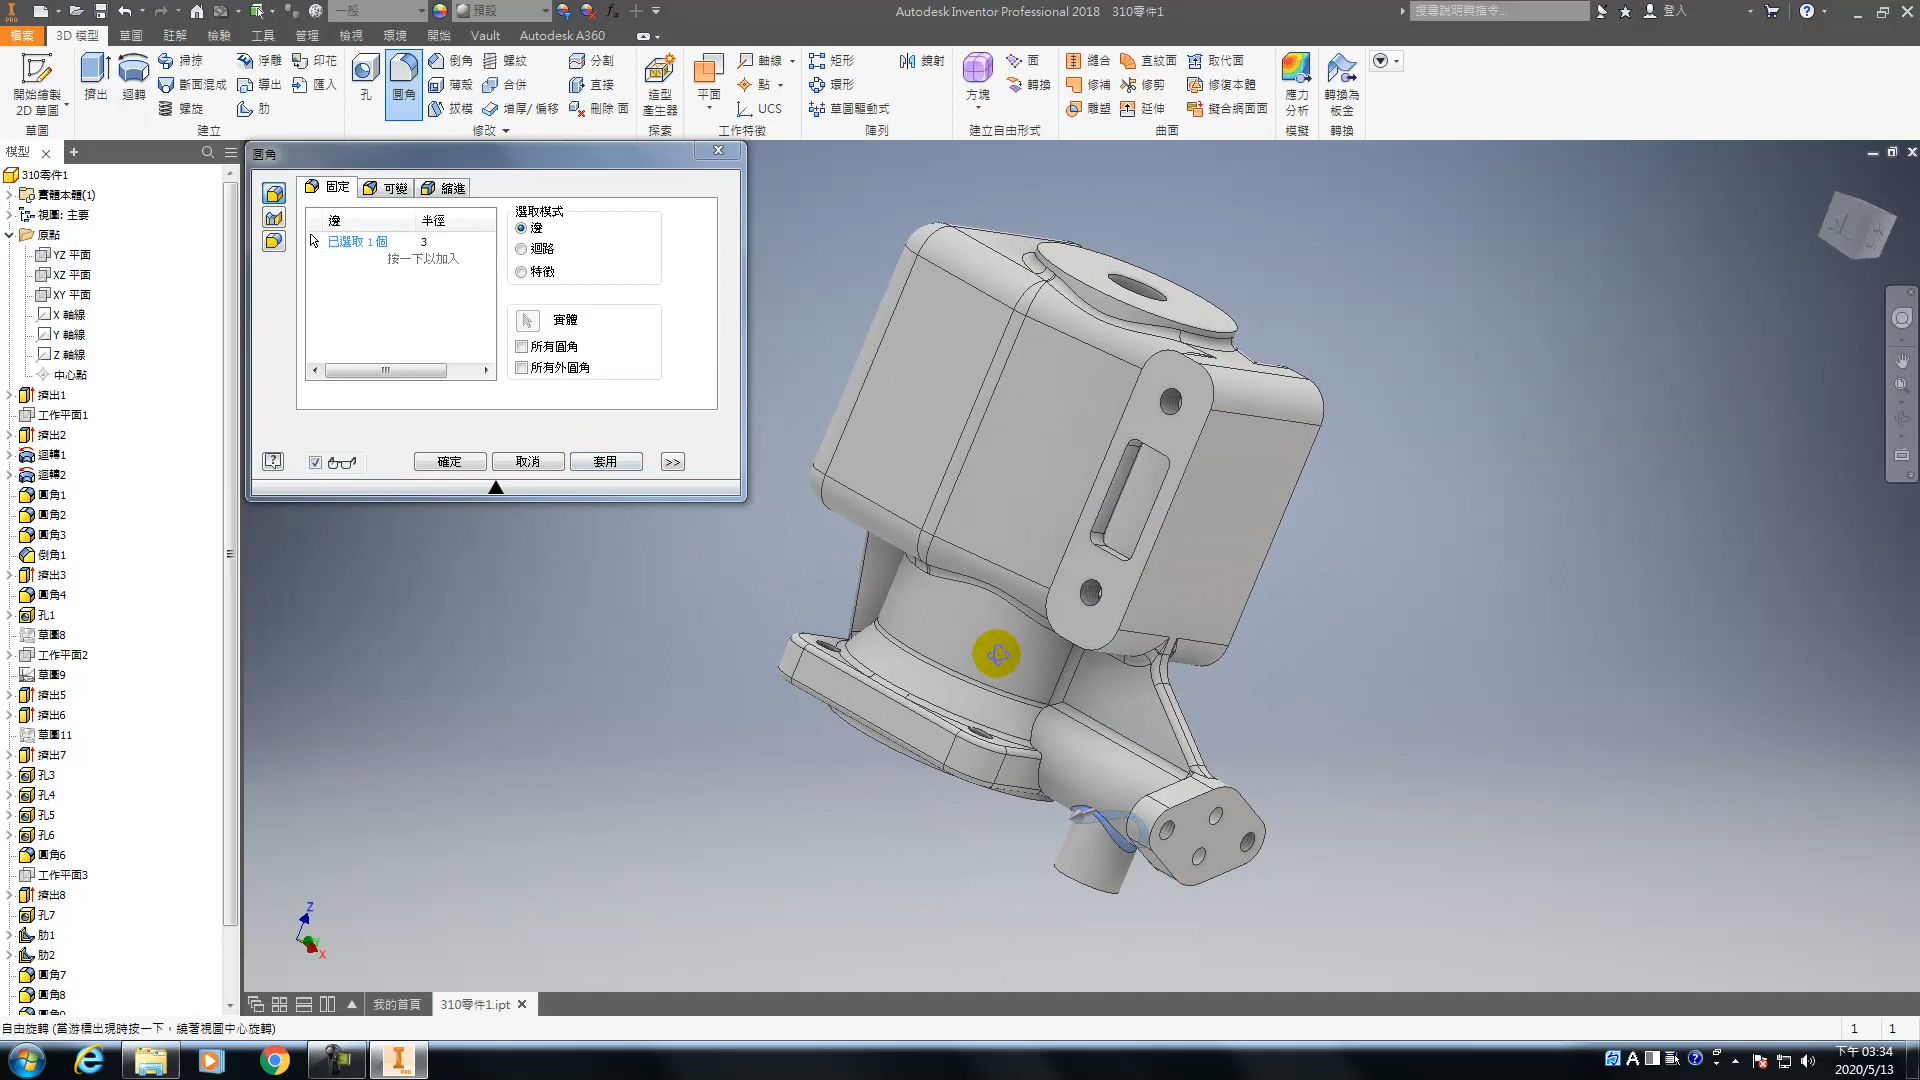 PRO
一般
預設
Autodesk Inventor Professional 2018 310零件1
搜尋說明與指令...
登入
檔案
3D 模型
草圖
註解
檢驗
工具
管理
檢視
環境
開始
Vault
Autodesk A360
開始繪製
2D 草圖
草圖
擠出
迴轉
掃掠
斷面混成
螺旋
浮雕
導出
肋
印花
匯入
建立
孔
圓角
倒角
薄殼
拔模
螺紋
合併
增厚/偏移
分割
直接
刪除 面
修改
造型
產生器
探索
平面
軸線
點
UCS
工作特徵
矩形
環形
草圖驅動式
鏡射
陣列
方塊
面
轉換
建立自由形式
縫合
修補
雕塑
直紋面
修剪
延伸
取代面
修復本體
擬合網面面
曲面
應力
分析
模擬
轉換為
鈑金
轉換
模型
310零件1
實體本體(1)
視圖: 主要
原點
YZ 平面
XZ 平面
XY 平面
X 軸線
Y 軸線
Z 軸線
中心點
擠出1
工作平面1
擠出2
迴轉1
迴轉2
圓角1
圓角2
圓角3
倒角1
擠出3
圓角4
孔1
草圖8
工作平面2
草圖9
擠出5
擠出6
草圖11
擠出7
孔3
孔4
孔5
孔6
圓角6
工作平面3
擠出8
孔7
肋1
肋2
圓角7
圓角8
圓角
固定
可變
縮進
邊
半徑
已選取 1 個
3
按一下以加入
選取模式
邊
迴路
特徵
實體
所有圓角
所有外圓角
確定
取消
套用
>>
Z
X
我的首頁
310零件1.ipt
自由旋轉 (當游標出現時按一下，繞著視圖中心旋轉)
1
1
A
下午 03:34
2020/5/13